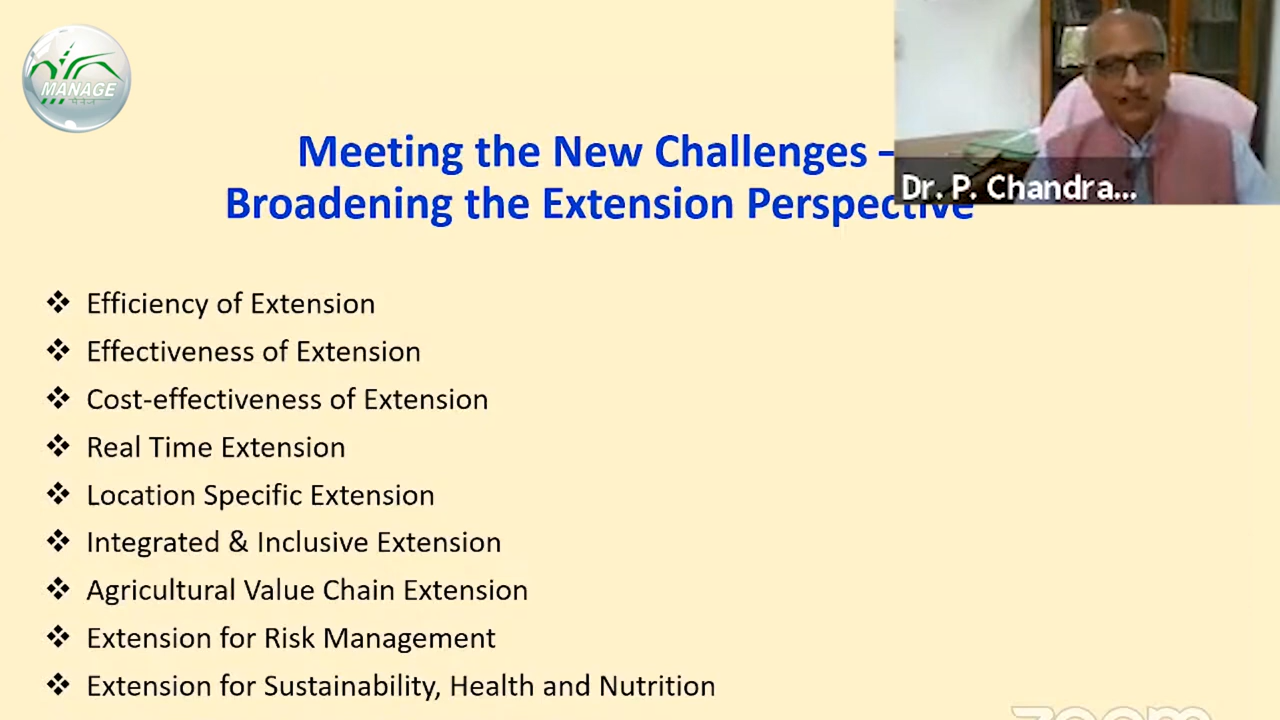 MANAGE
मैनेज
Meeting the New Challenges –
Broadening the Extension Perspective
Dr. P. Chandra...
❖ Efficiency of Extension
❖ Effectiveness of Extension
❖ Cost-effectiveness of Extension
❖ Real Time Extension
❖ Location Specific Extension
❖ Integrated & Inclusive Extension
❖ Agricultural Value Chain Extension
❖ Extension for Risk Management
❖ Extension for Sustainability, Health and Nutrition
zoom